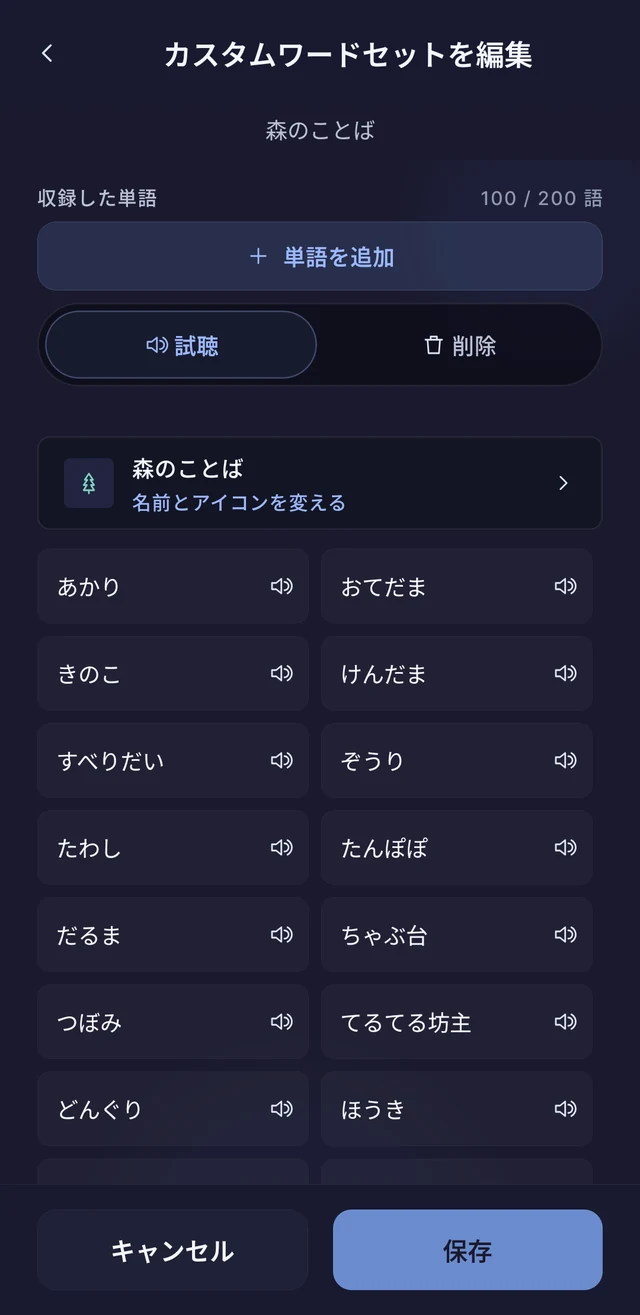 カスタムワードセットを編集
森のことば
収録した単語
100 / 200 語
＋ 単語を追加
試聴
削除
森のことば
名前とアイコンを変える
あかり
おてだま
きのこ
けんだま
すべりだい
ぞうり
たわし
たんぽぽ
だるま
ちゃぶ台
つぼみ
てるてる坊主
どんぐり
ほうき
キャンセル
保存